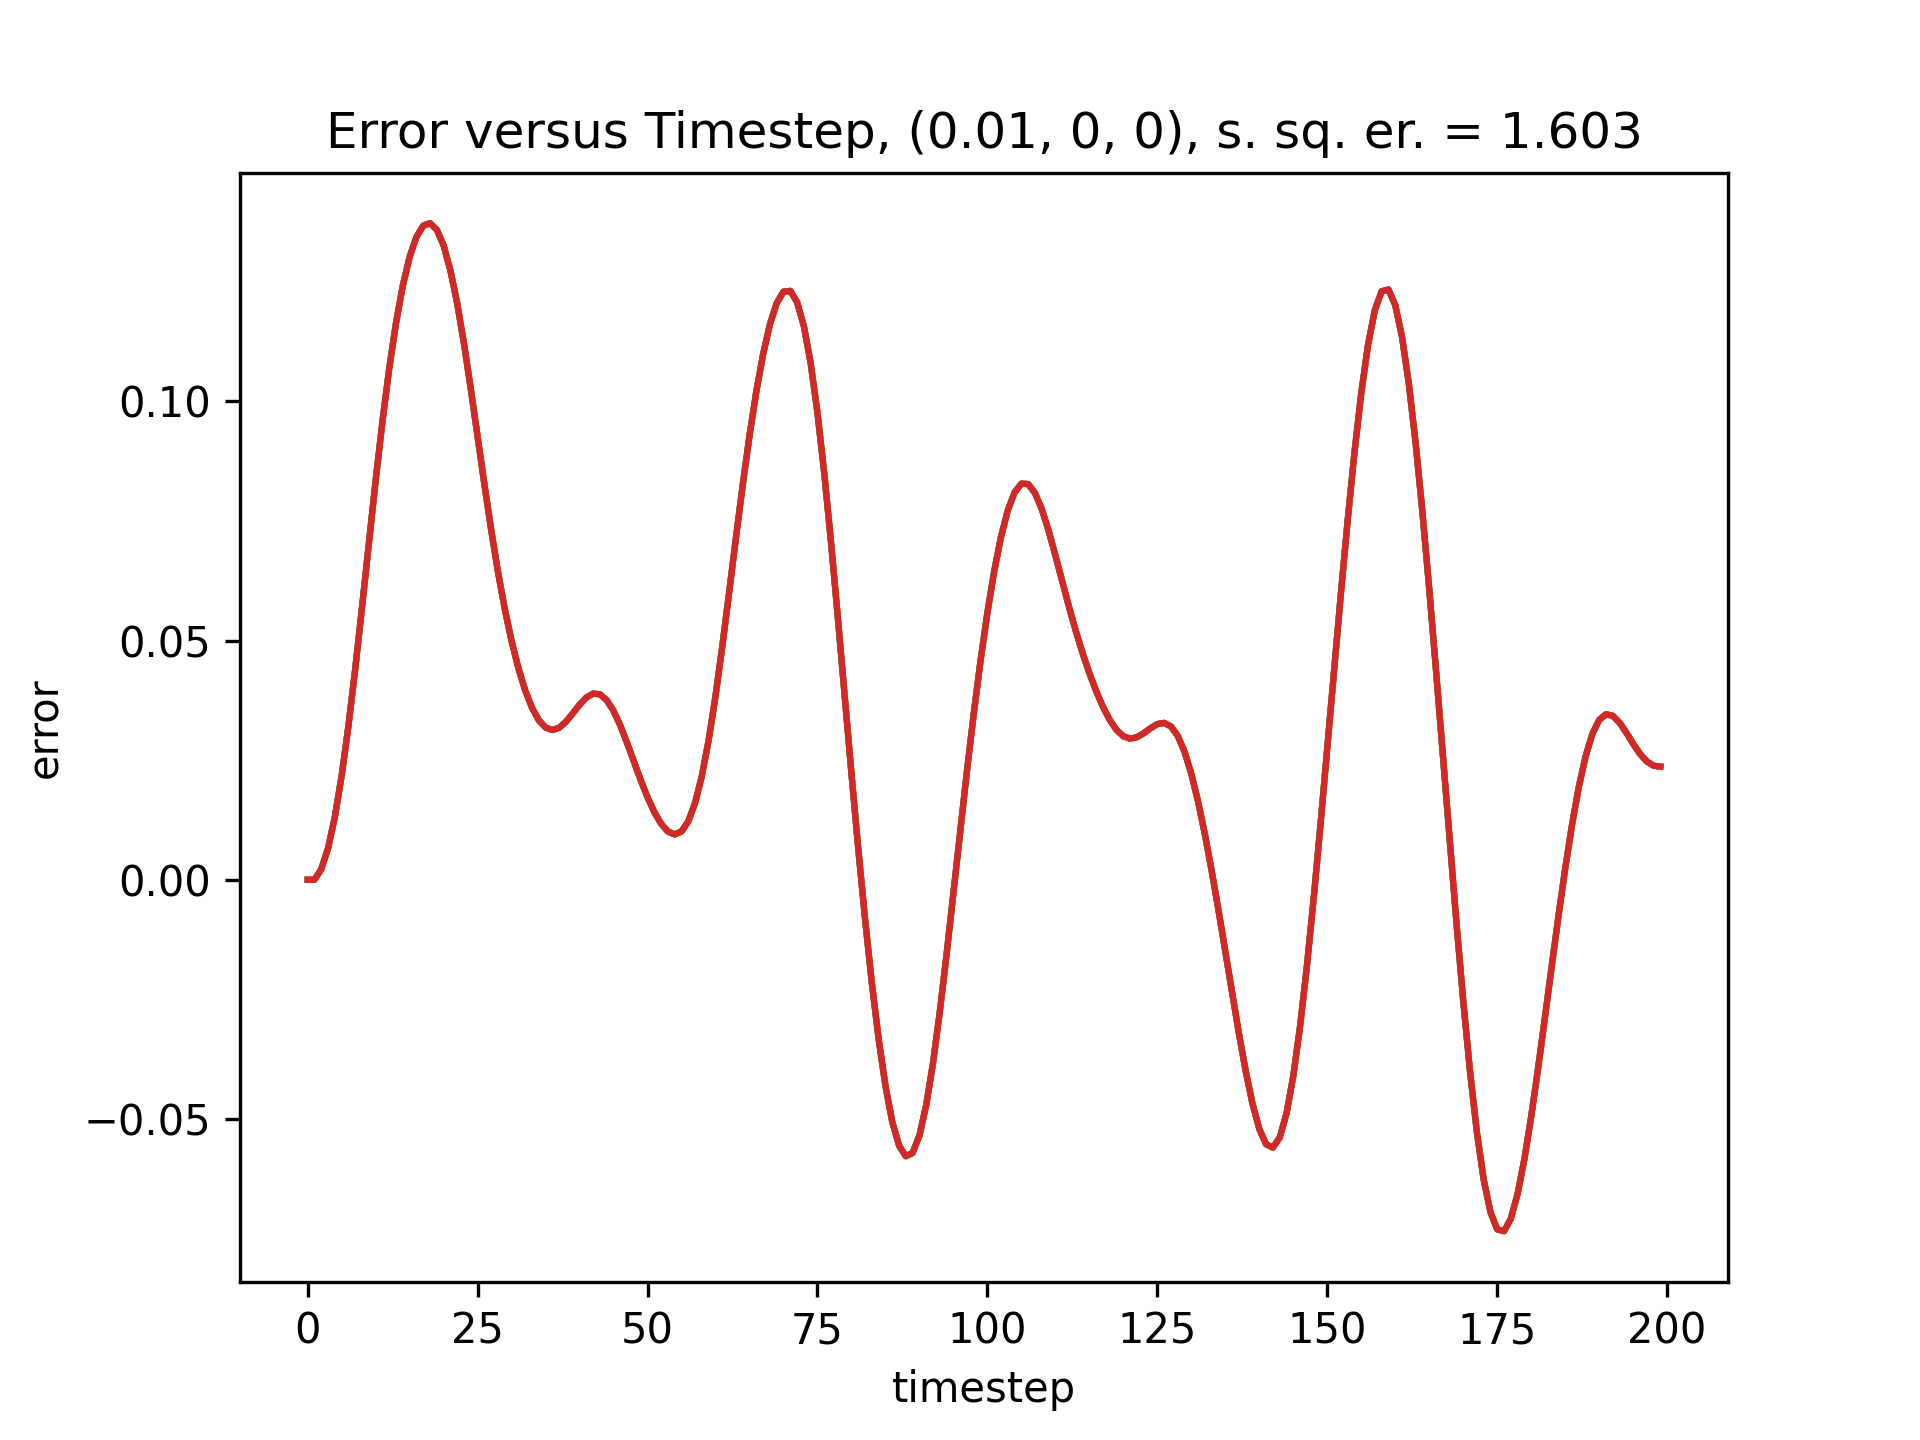 Error versus Timestep, (0.01, 0, 0), s. sq. er. = 1.603
0.10
0.05
0.00
−0.05
error
0 25 50 75 100 125 150 175 200
timestep